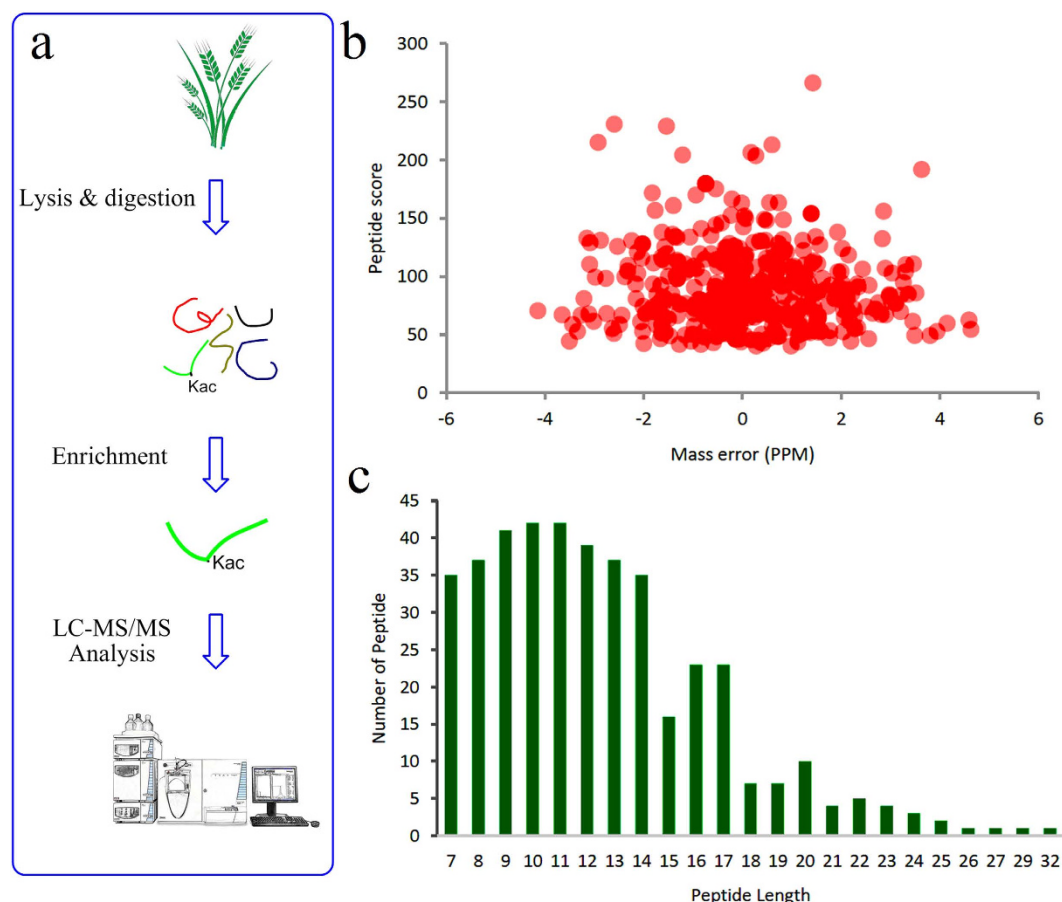 a
Lysis & digestion
Kac
Enrichment
Kac
LC-MS/MS
Analysis
b
300
250
200
150
100
50
0
Peptide score
-6 -4 -2 0 2 4 6
Mass error (PPM)
c
45
40
35
30
25
20
15
10
5
0
Number of Peptide
7 8 9 10 11 12 13 14 15 16 17 18 19 20 21 22 23 24 25 26 27 29 32
Peptide Length